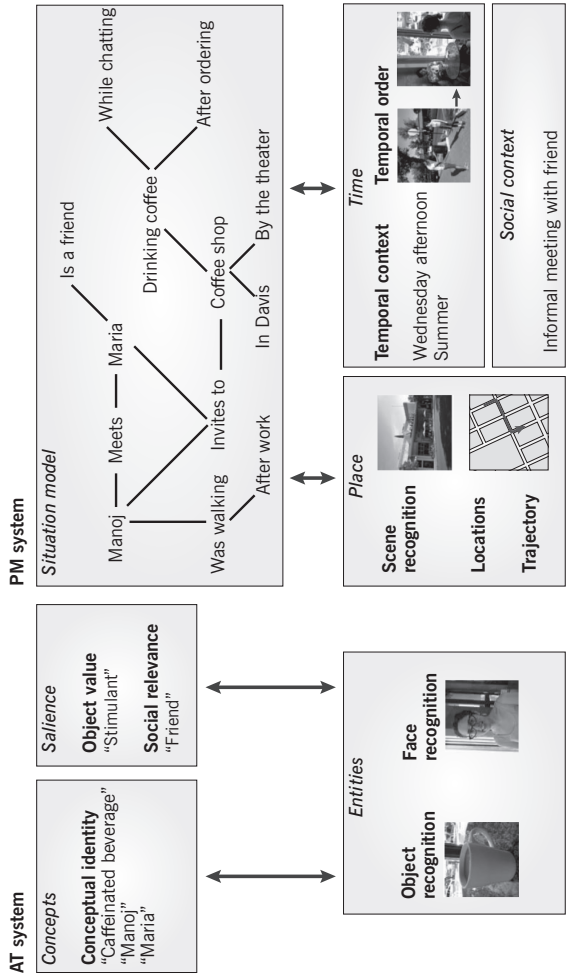 AT system
Concepts
Conceptual identity
“Caffeinated beverage”
“Manoj”
“Maria”
Salience
Object value
“Stimulant”
Social relevance
“Friend”
Entities
Object
recognition
Face
recognition
PM system
Situation model
Manoj
Meets
Maria
Is a friend
Was walking
After work
Invites to
Coffee shop
In Davis
By the theater
Drinking coffee
While chatting
After ordering
Place
Scene
recognition
Locations
Trajectory
Time
Temporal context
Wednesday afternoon
Summer
Temporal order
Social context
Informal meeting with friend